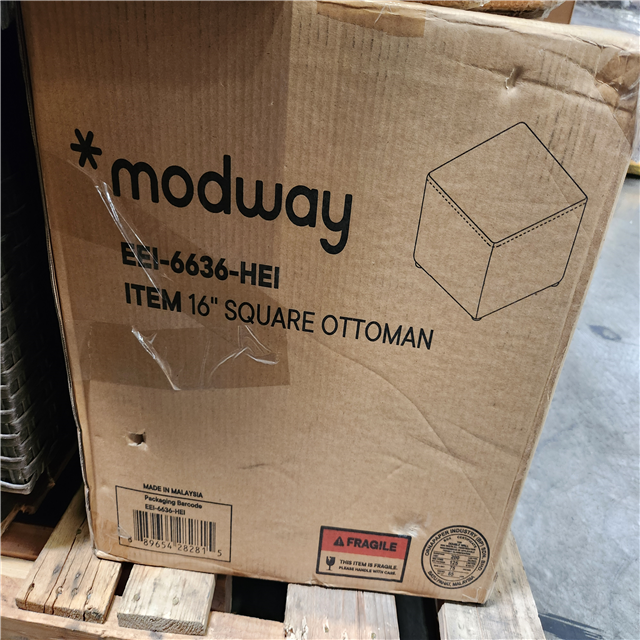 *modway
EEI-6636-HEI
ITEM 16" SQUARE OTTOMAN
MADE IN MALAYSIA
Packaging Barcode
EEI-6636-HEI
89654 28281 5
FRAGILE
THIS ITEM IS FRAGILE.
PLEASE HANDLE WITH CARE